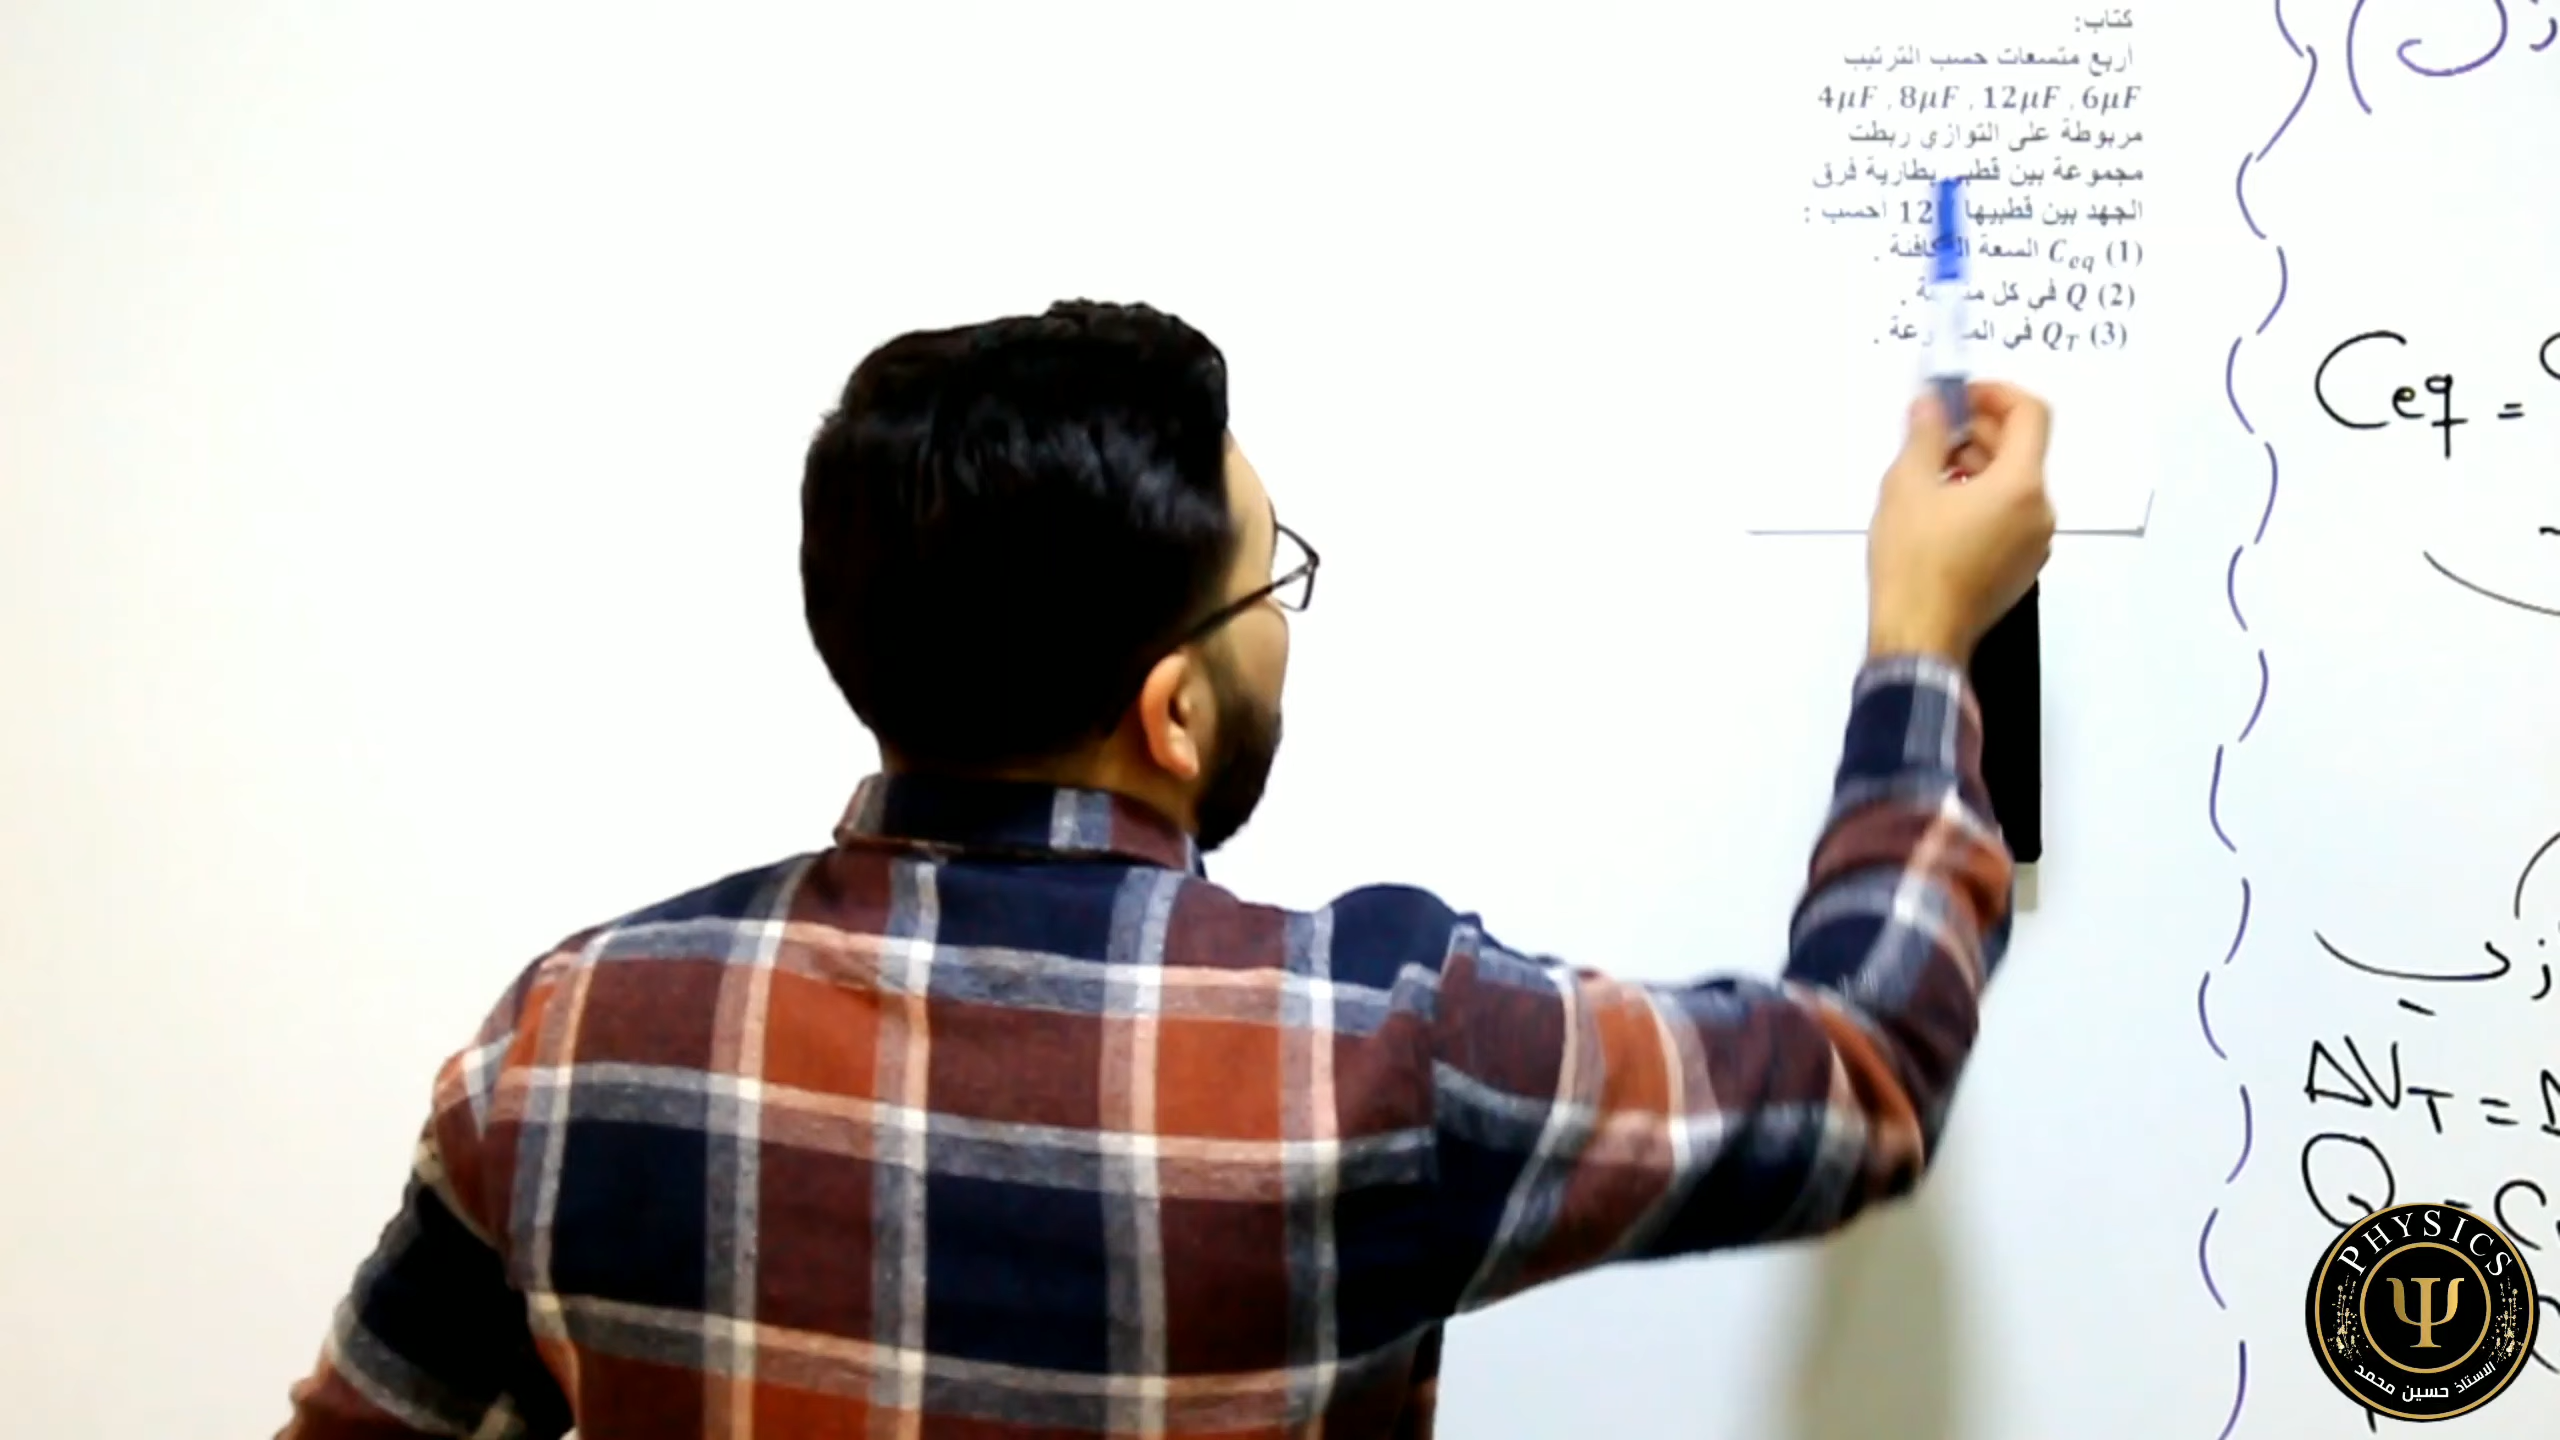 كتاب:
أربع متسعات حسب الترتيب
4μF , 8μF , 12μF , 6μF
مربوطة على التوازي ربطت
مجموعة بين قطبي بطارية فرق
الجهد بين قطبيها 12 احسب :
(1) Ceq السعة .
(2) Q في كل .
(3) QT في .
Ceq =
ΔVT = Δ
Q = C
PHYSICS
Ψ
الاستاذ حسين محمد